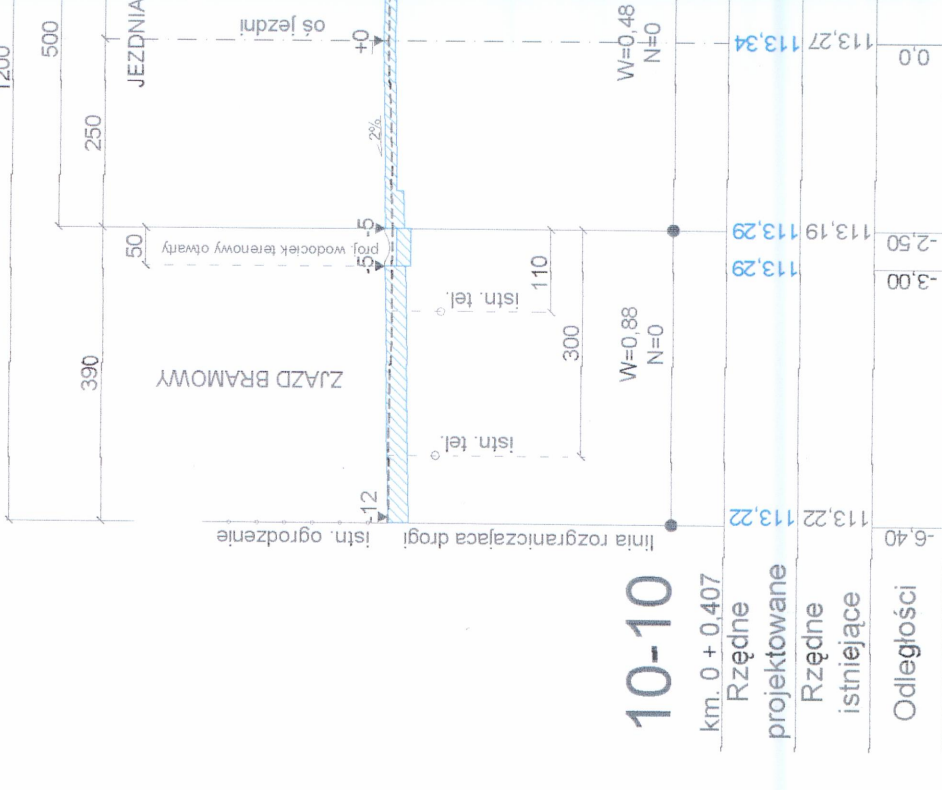 1200
500
250
50
390
JEZDNIA
oś jezdni
+0
2%
-5
-5
proj. wodociek terenowy otwarty
istn. tel.
110
300
ZJAZD BRAMOWY
istn. tel.
-12
istn. ogrodzenie
linia rozgraniczajaca drogi
W=0,48
N=0
W=0,88
N=0
10-10
km. 0 + 0,407
Rzędne
projektowane
113,22
113,29
113,29
113,34
Rzędne
istniejące
113,22
113,19
113,27
Odległości
-6,40
-3,00
-2,50
0,0